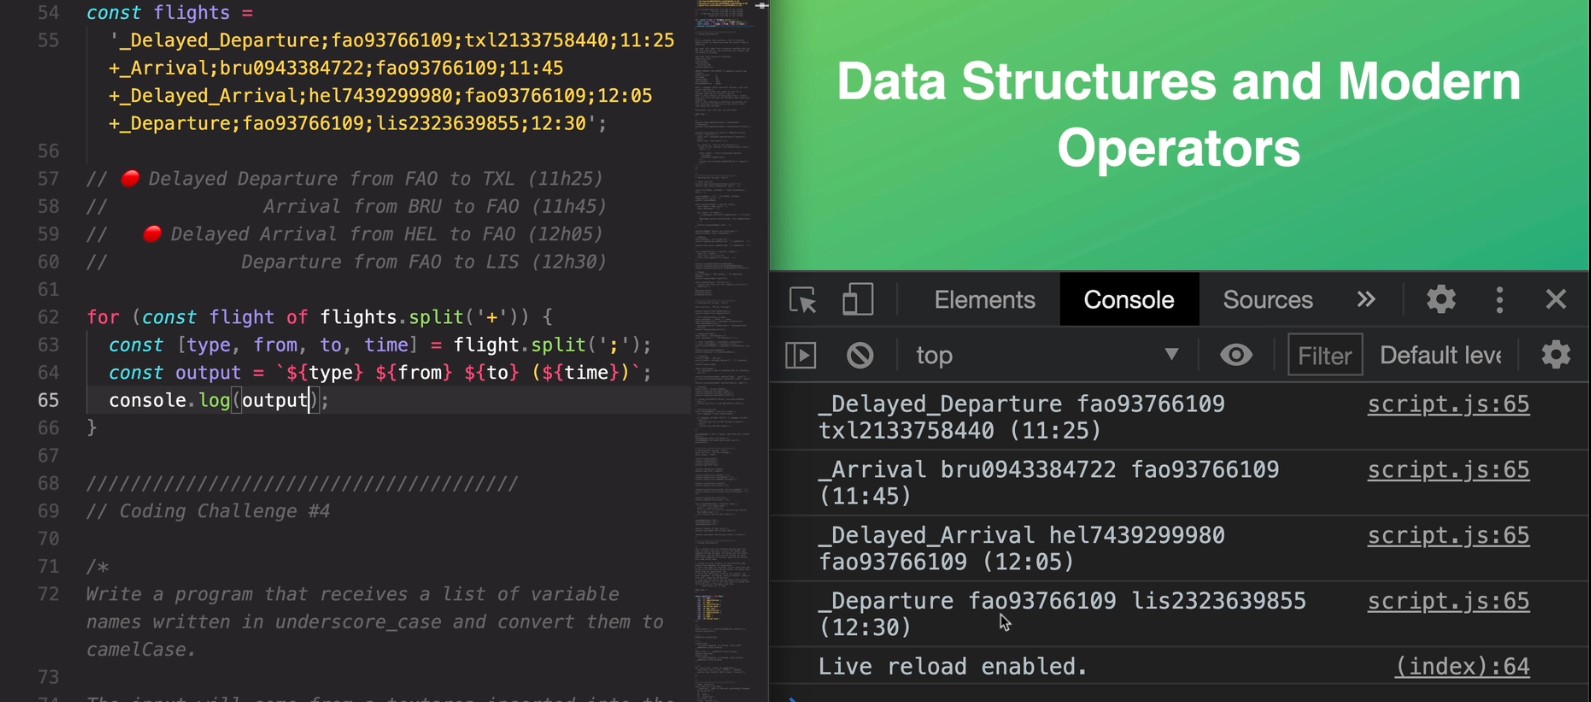 54 const flights =
55 '_Delayed_Departure;fao93766109;txl2133758440;11:25
+_Arrival;bru0943384722;fao93766109;11:45
+_Delayed_Arrival;hel7439299980;fao93766109;12:05
+_Departure;fao93766109;lis2323639855;12:30';
56
57 // 🔴 Delayed Departure from FAO to TXL (11h25)
58 // Arrival from BRU to FAO (11h45)
59 // 🔴 Delayed Arrival from HEL to FAO (12h05)
60 // Departure from FAO to LIS (12h30)
61
62 for (const flight of flights.split('+')) {
63 const [type, from, to, time] = flight.split(';');
64 const output = `${type} ${from} ${to} (${time})`;
65 console.log(output);
66 }
67
68 ///////////////////////////////////////
69 // Coding Challenge #4
70
71 /*
72 Write a program that receives a list of variable
names written in underscore_case and convert them to
camelCase.
73
Data Structures and Modern
Operators
Elements Console Sources
top Filter Default leve
_Delayed_Departure fao93766109 script.js:65
txl2133758440 (11:25)
_Arrival bru0943384722 fao93766109 script.js:65
(11:45)
_Delayed_Arrival hel7439299980 script.js:65
fao93766109 (12:05)
_Departure fao93766109 lis2323639855 script.js:65
(12:30)
Live reload enabled. (index):64